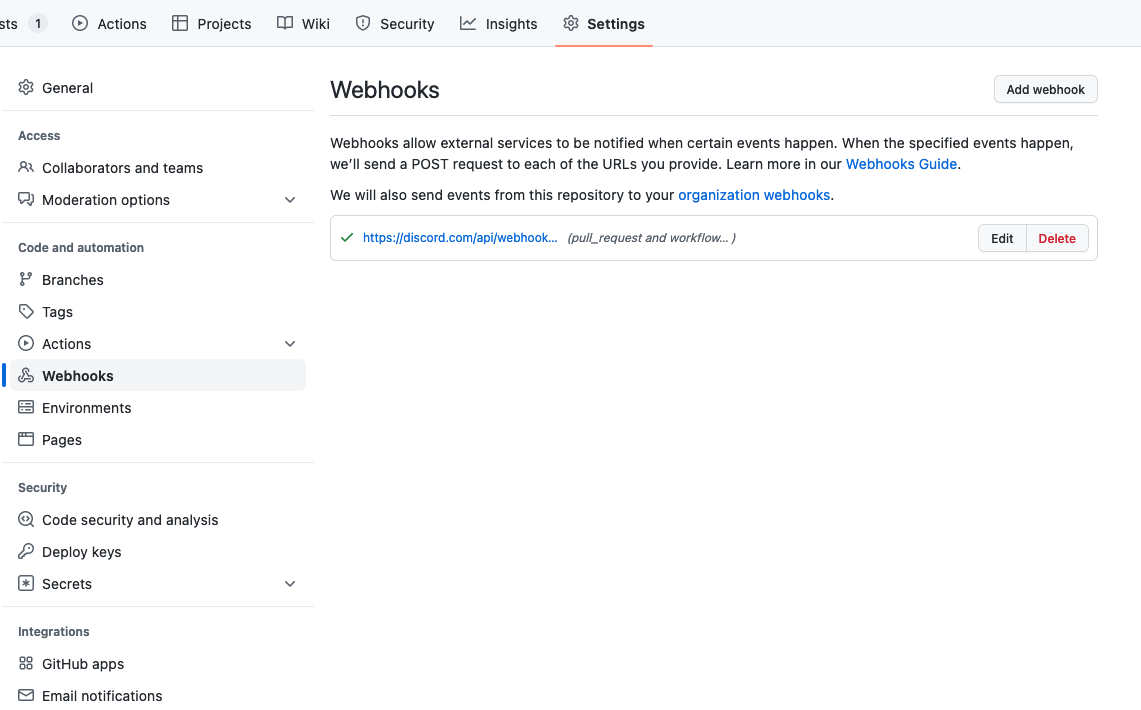 sts 1 Actions Projects Wiki Security Insights Settings
General
Access
Collaborators and teams
Moderation options
Code and automation
Branches
Tags
Actions
Webhooks
Environments
Pages
Security
Code security and analysis
Deploy keys
Secrets
Integrations
GitHub apps
Email notifications
Webhooks
Add webhook
Webhooks allow external services to be notified when certain events happen. When the specified events happen,
we’ll send a POST request to each of the URLs you provide. Learn more in our Webhooks Guide.
We will also send events from this repository to your organization webhooks.
https://discord.com/api/webhook… (pull_request and workflow… ) Edit Delete